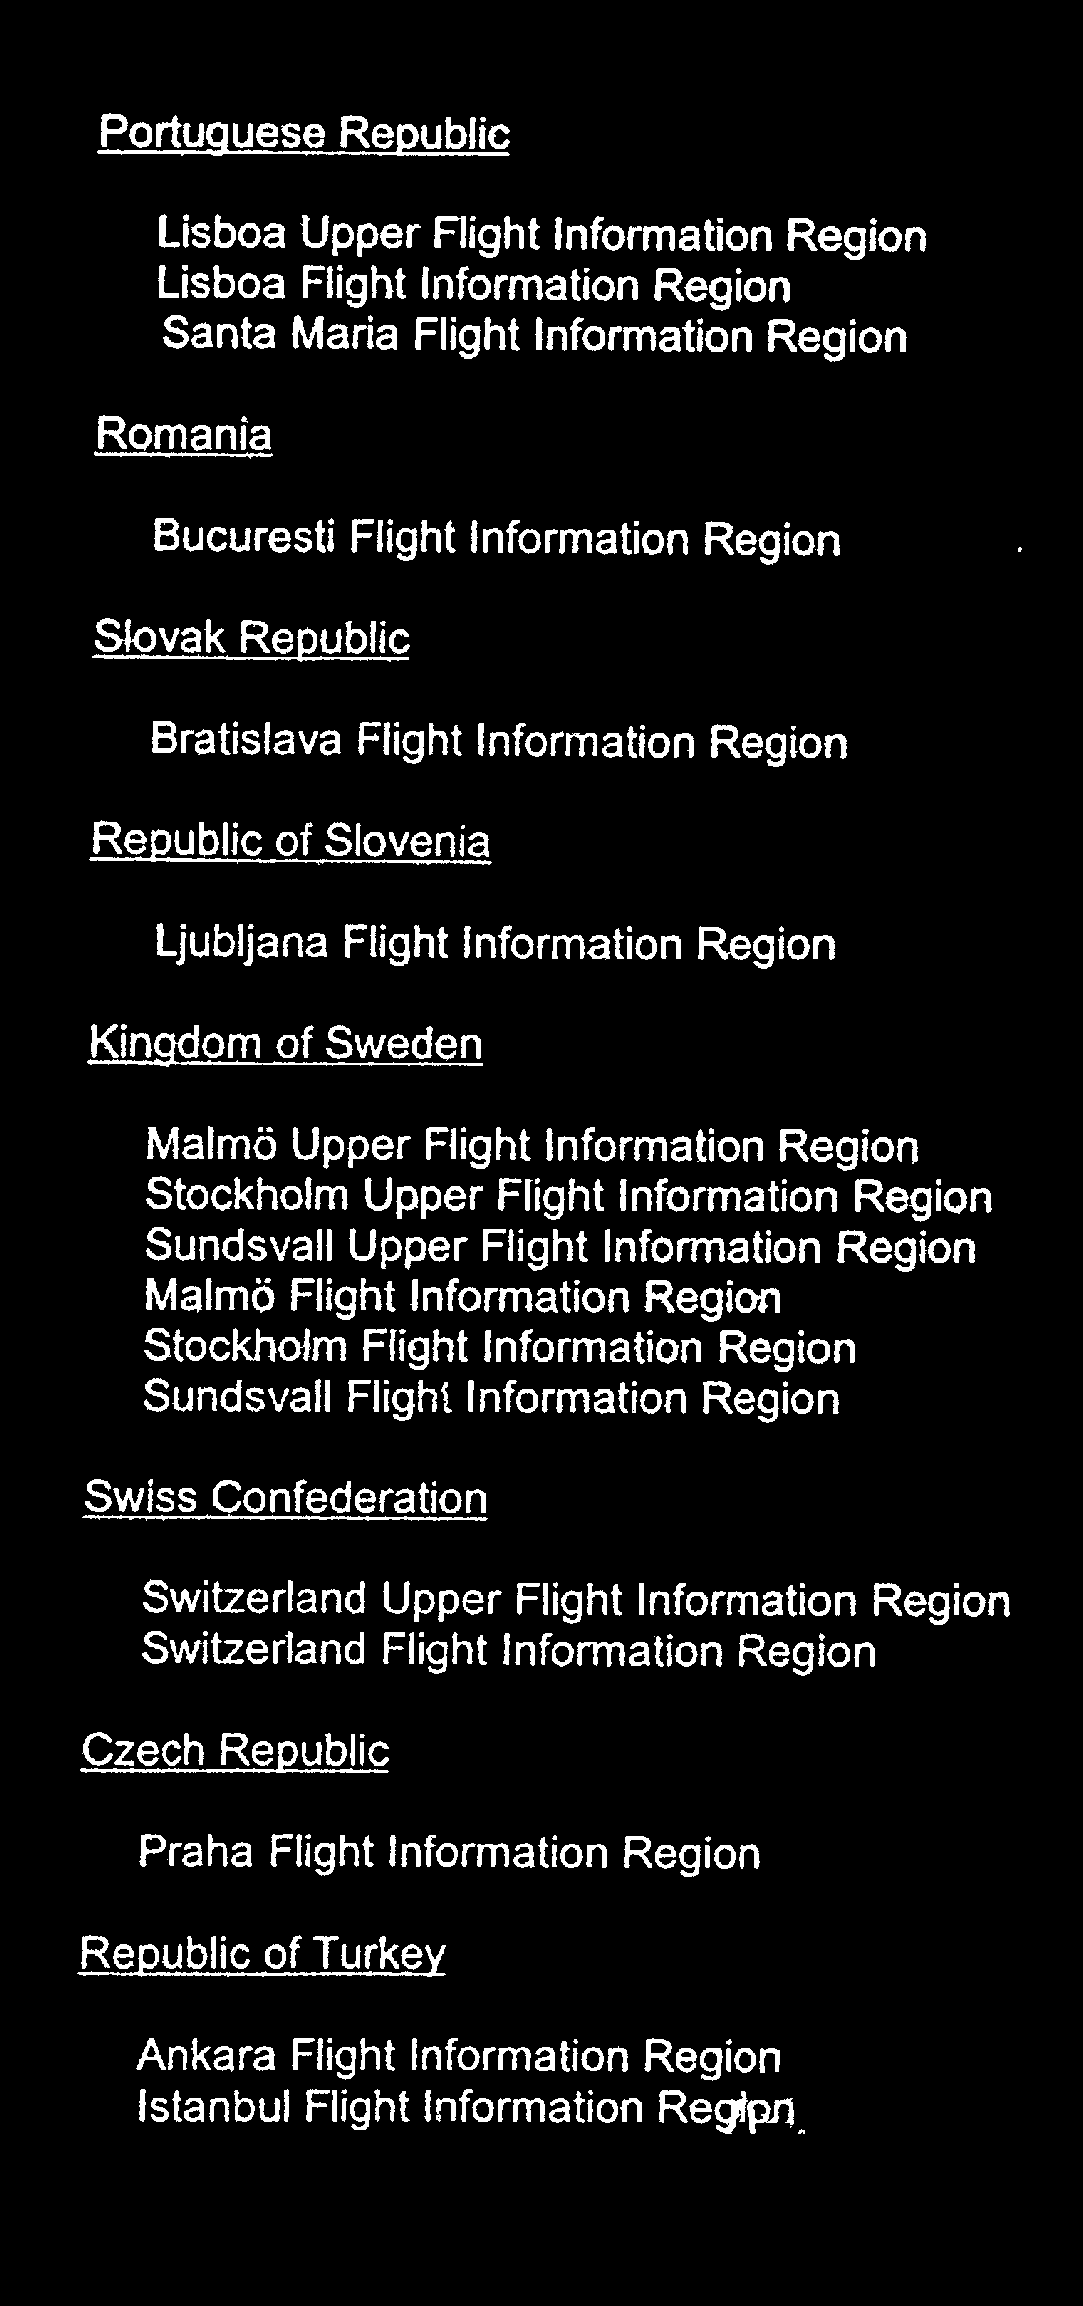 Portuguese Republic
Lisboa Upper Flight Information Region
Lisboa Flight Information Region
Santa Maria Flight Information Region
Romania
Bucuresti Flight Information Region
Slovak Republic
Bratislava Flight Information Region
Republic of Slovenia
Ljubljana Flight Information Region
Kingdom of Sweden
Malmö Upper Flight Information Region
Stockholm Upper Flight Information Region
Sundsvall Upper Flight Information Region
Malmö Flight Information Region
Stockholm Flight Information Region
Sundsvall Flight Information Region
Swiss Confederation
Switzerland Upper Flight Information Region
Switzerland Flight Information Region
Czech Republic
Praha Flight Information Region
Republic of Turkey
Ankara Flight Information Region
Istanbul Flight Information Region.